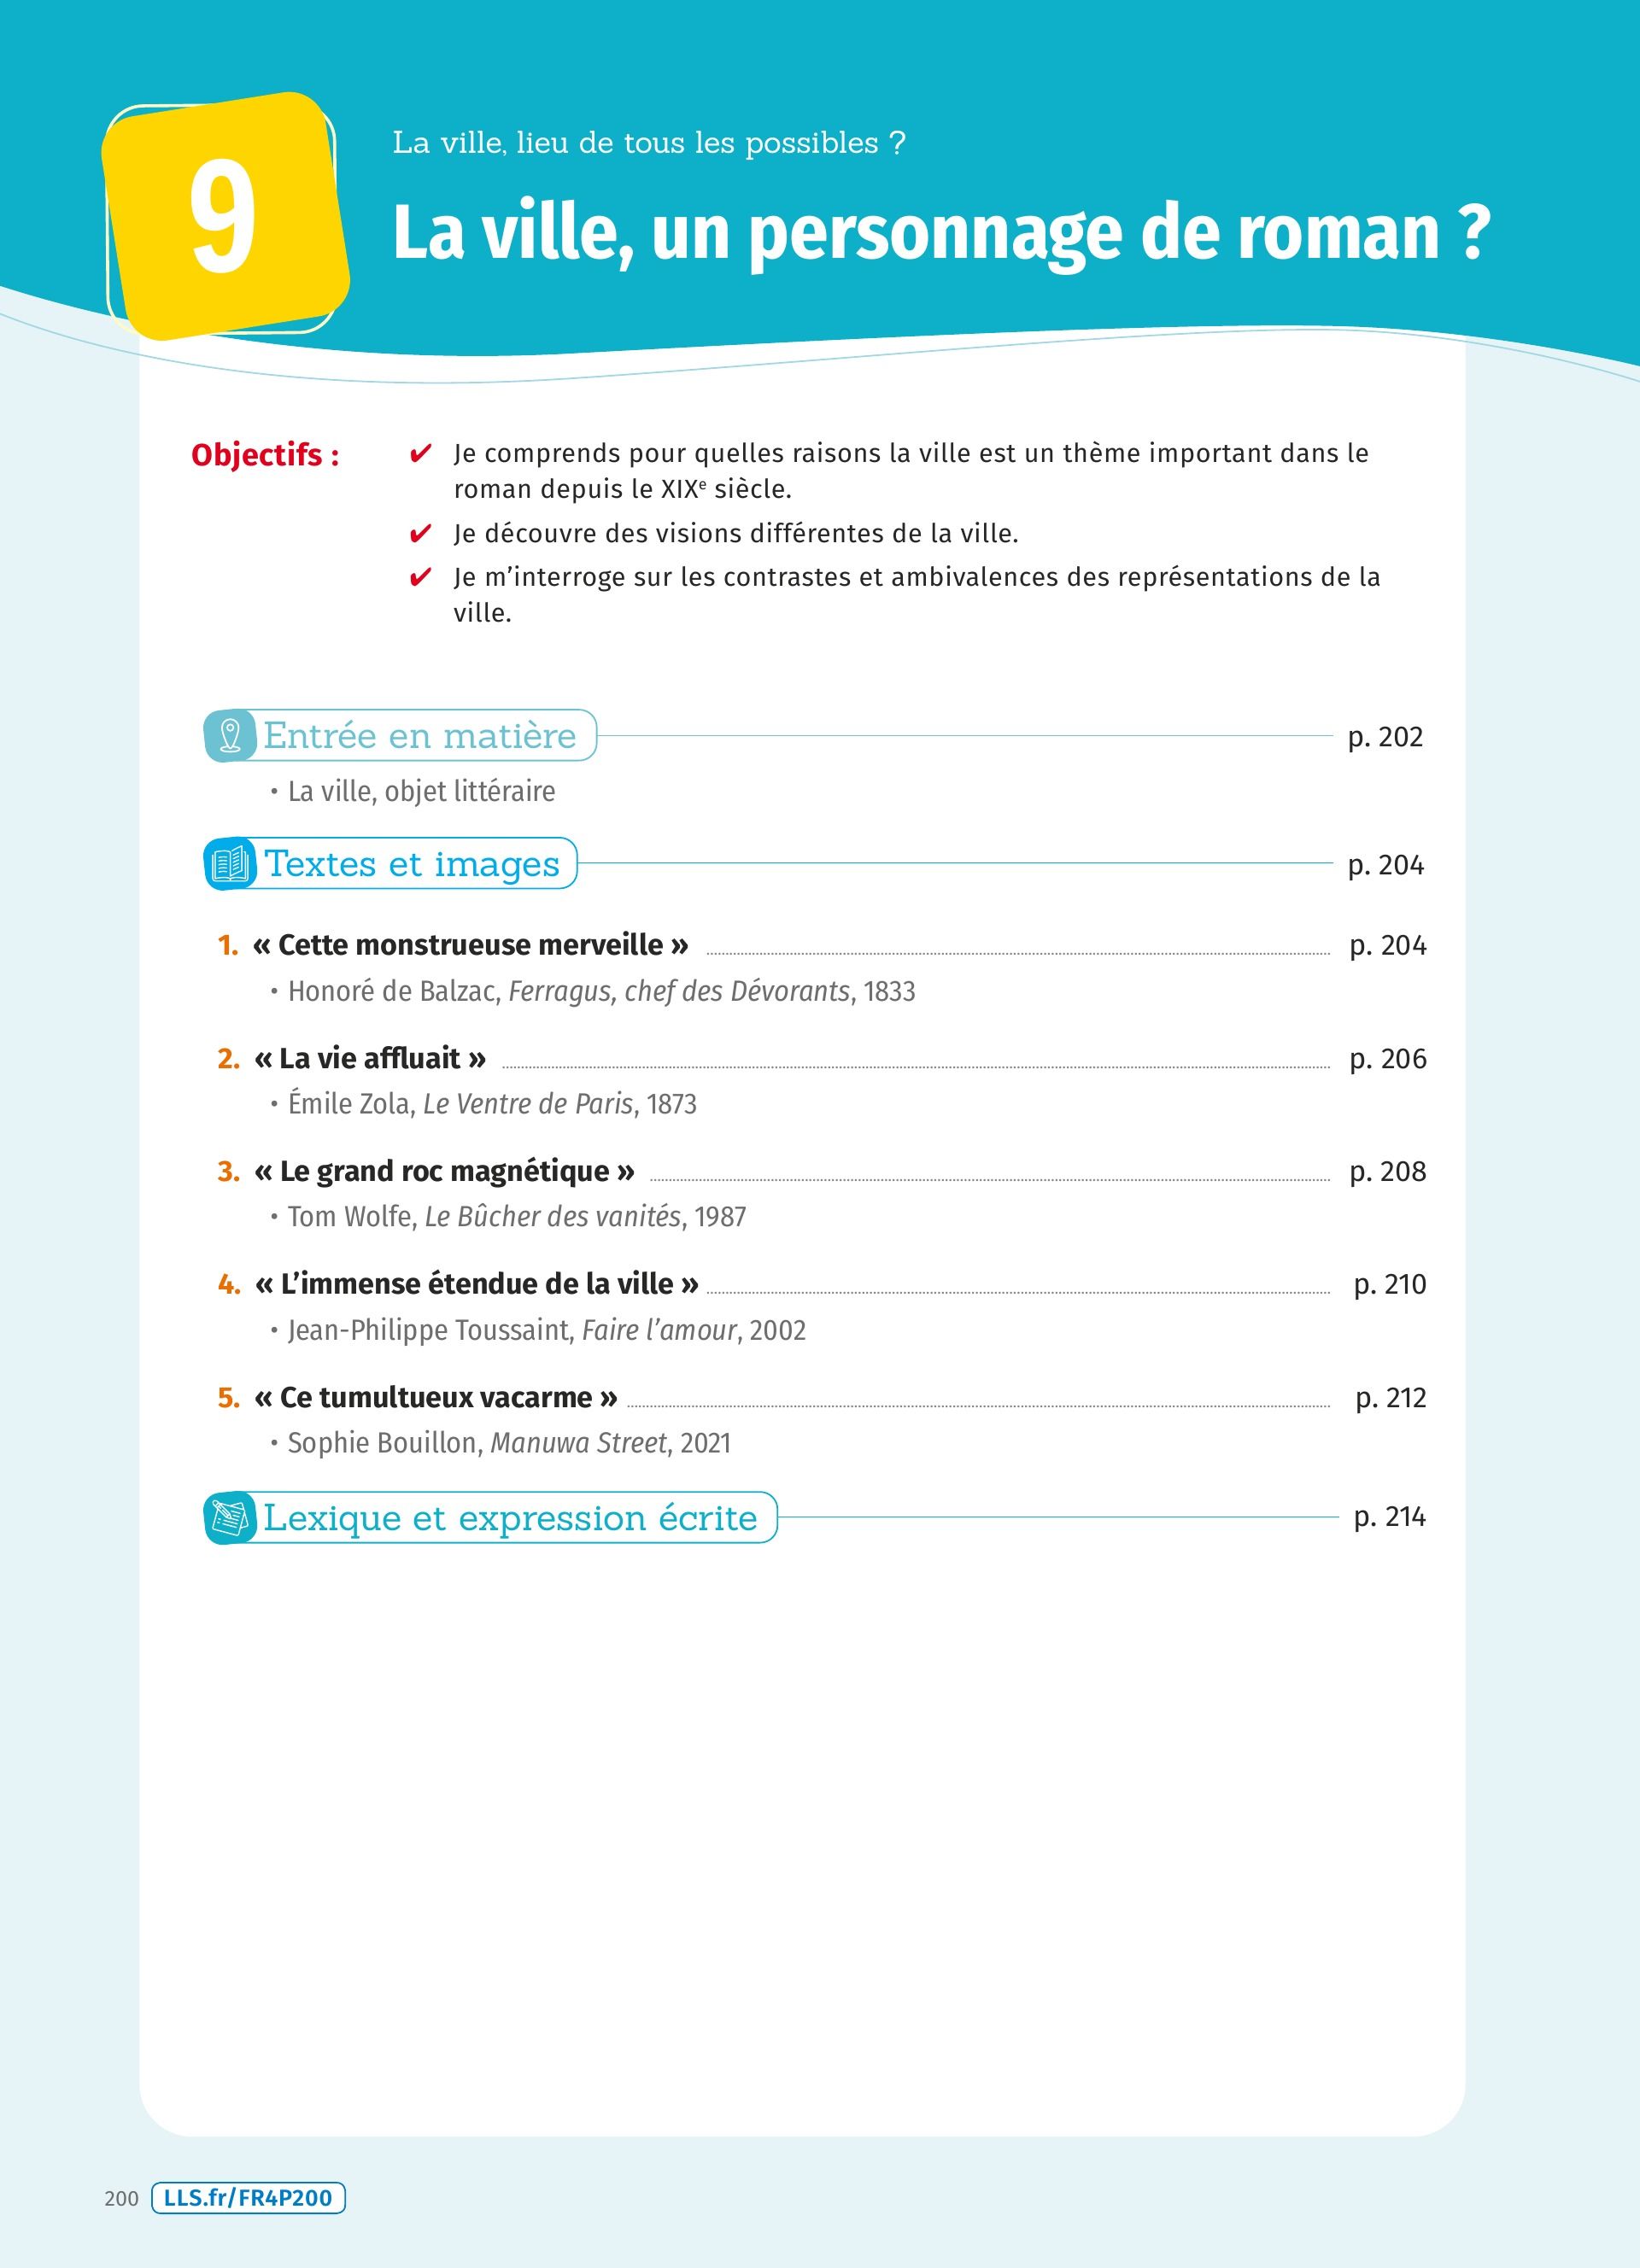 9
La ville, lieu de tous les possibles ?
La ville, un personnage de roman ?
Objectifs :
✔ Je comprends pour quelles raisons la ville est un thème important dans le
roman depuis le XIXe siècle.
✔ Je découvre des visions différentes de la ville.
✔ Je m’interroge sur les contrastes et ambivalences des représentations de la
ville.
Entrée en matière p. 202
• La ville, objet littéraire
Textes et images p. 204
1. « Cette monstrueuse merveille » p. 204
• Honoré de Balzac, Ferragus, chef des Dévorants, 1833
2. « La vie affluait » p. 206
• Émile Zola, Le Ventre de Paris, 1873
3. « Le grand roc magnétique » p. 208
• Tom Wolfe, Le Bûcher des vanités, 1987
4. « L’immense étendue de la ville » p. 210
• Jean-Philippe Toussaint, Faire l’amour, 2002
5. « Ce tumultueux vacarme » p. 212
• Sophie Bouillon, Manuwa Street, 2021
Lexique et expression écrite p. 214
200 LLS.fr/FR4P200